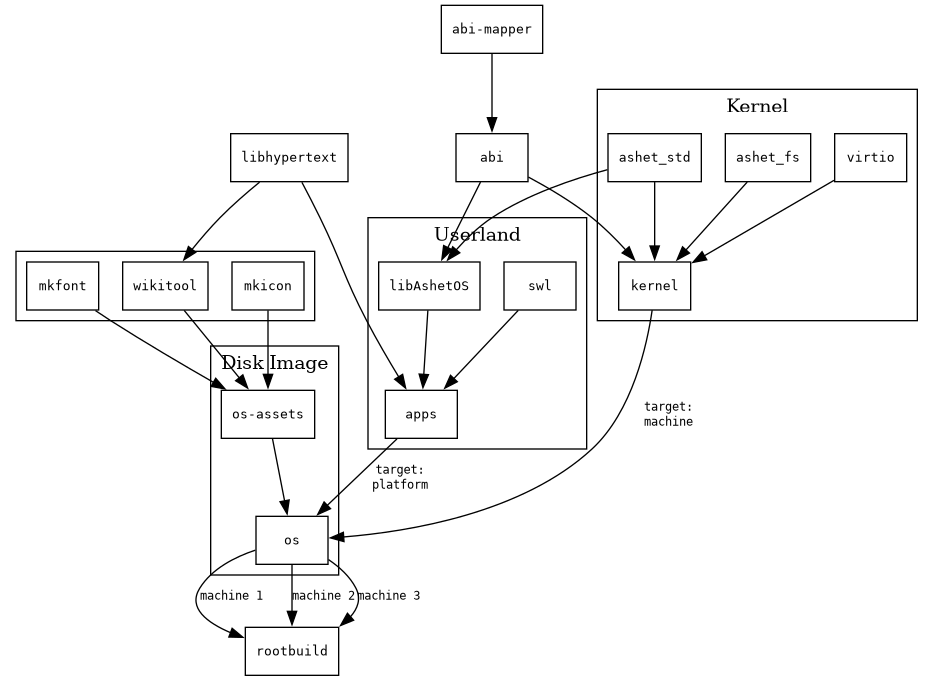 abi-mapper
Kernel
libhypertext
abi
ashet_std
ashet_fs
virtio
Userland
mkfont
wikitool
mkicon
libAshetOS
swl
kernel
Disk Image
os-assets
apps
target:
machine
target:
platform
os
machine 1
machine 2
machine 3
rootbuild